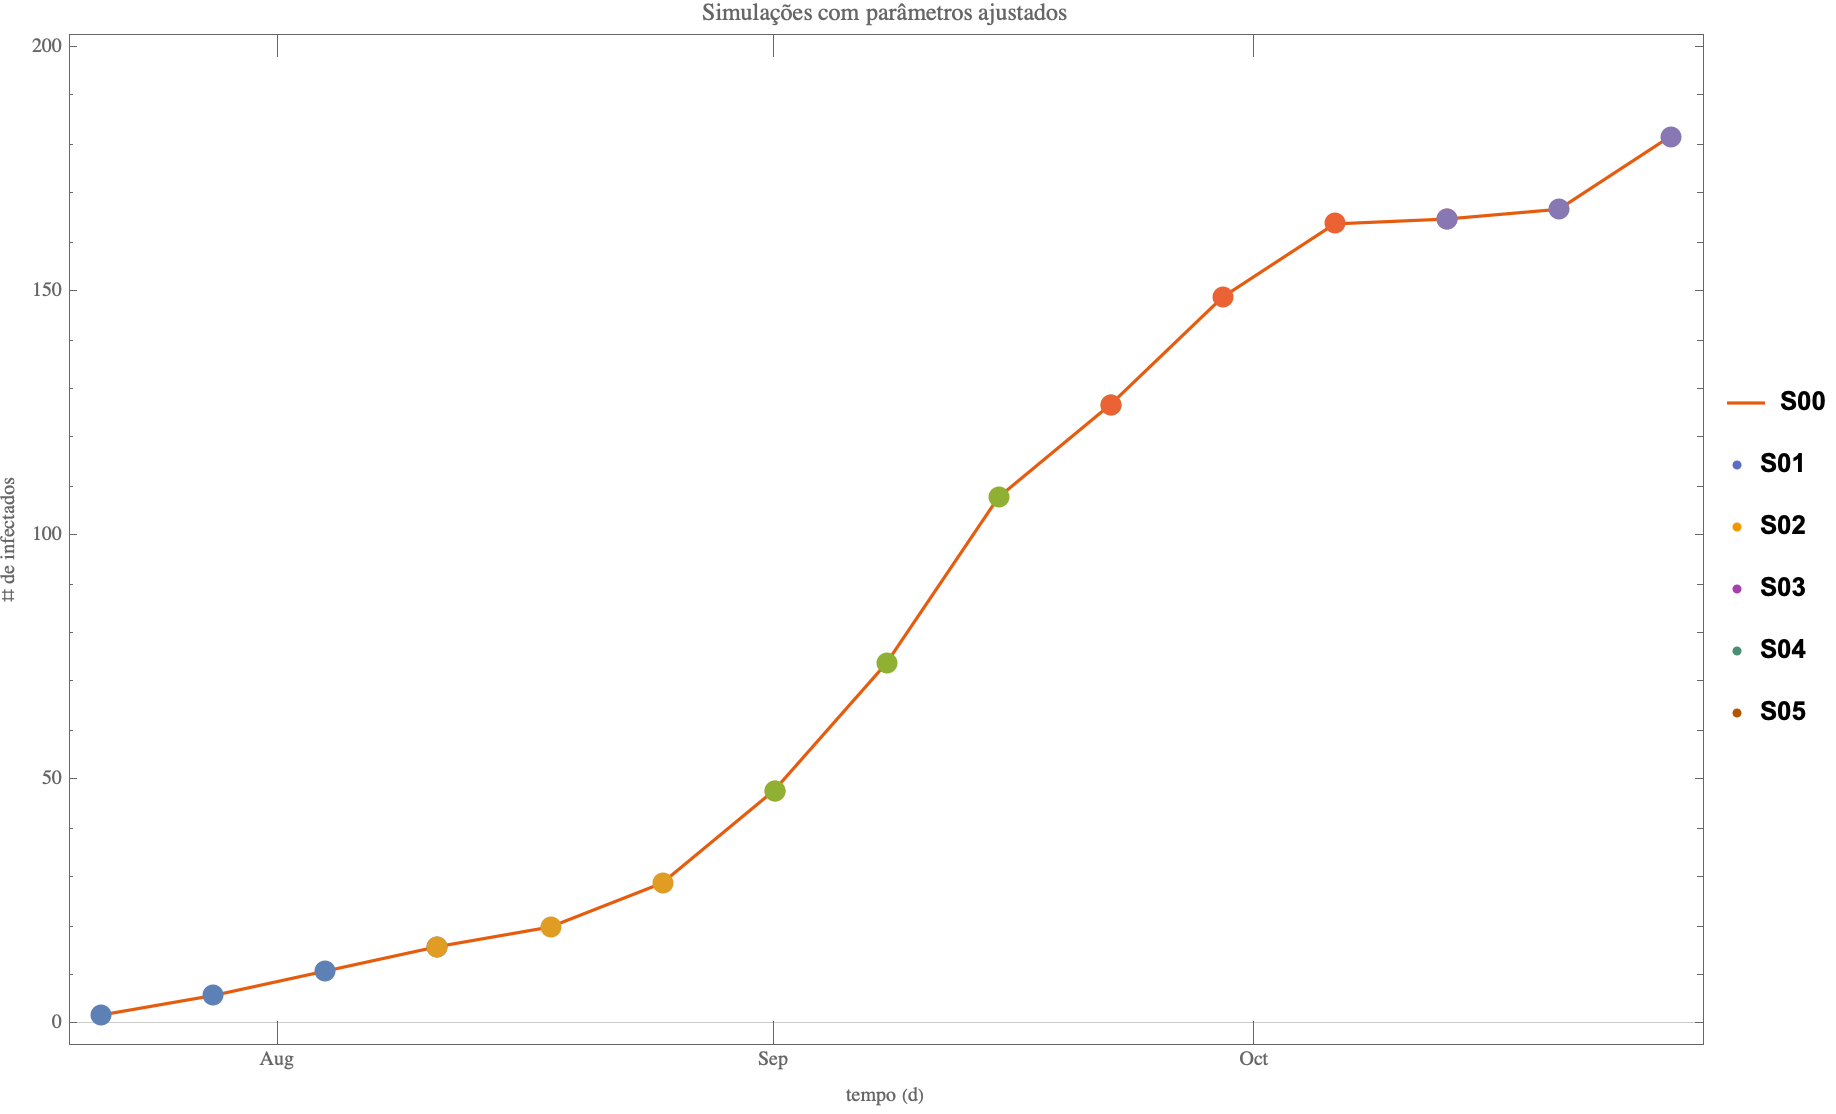 Simulações com parâmetros ajustados
200
150
100
50
0
# de infectados
Aug
Sep
Oct
tempo (d)
S00
S01
S02
S03
S04
S05